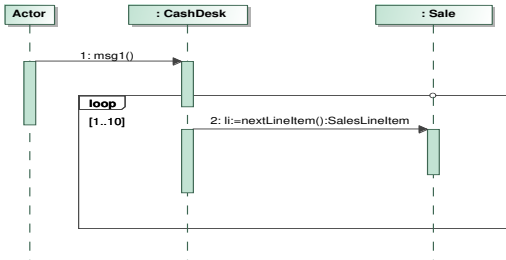 Actor
: CashDesk
: Sale
1: msg1()
loop
[1..10]
2: li:=nextLineItem():SalesLineItem